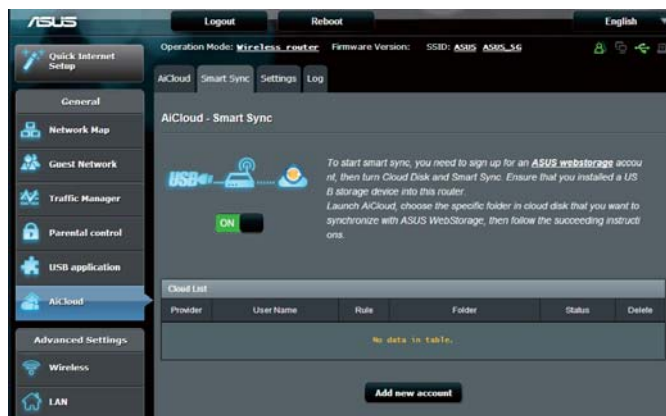 ASUS
Logout
Reboot
English
Quick Internet
Setup
Operation Mode: Wireless router Firmware Version: SSID: ASUS ASUS_5G
AiCloud Smart Sync Settings Log
General
Network Map
Guest Network
Traffic Manager
Parental control
USB application
AiCloud
Advanced Settings
Wireless
LAN
AiCloud - Smart Sync
USB
ON
To start smart sync, you need to sign up for an ASUS webstorage accou
nt, then turn Cloud Disk and Smart Sync. Ensure that you installed a US
B storage device into this router.
Launch AiCloud, choose the specific folder in cloud disk that you want to
synchronize with ASUS WebStorage, then follow the succeeding instructi
ons.
Cloud List
Provider User Name Rule Folder Status Delete
No data in table.
Add new account